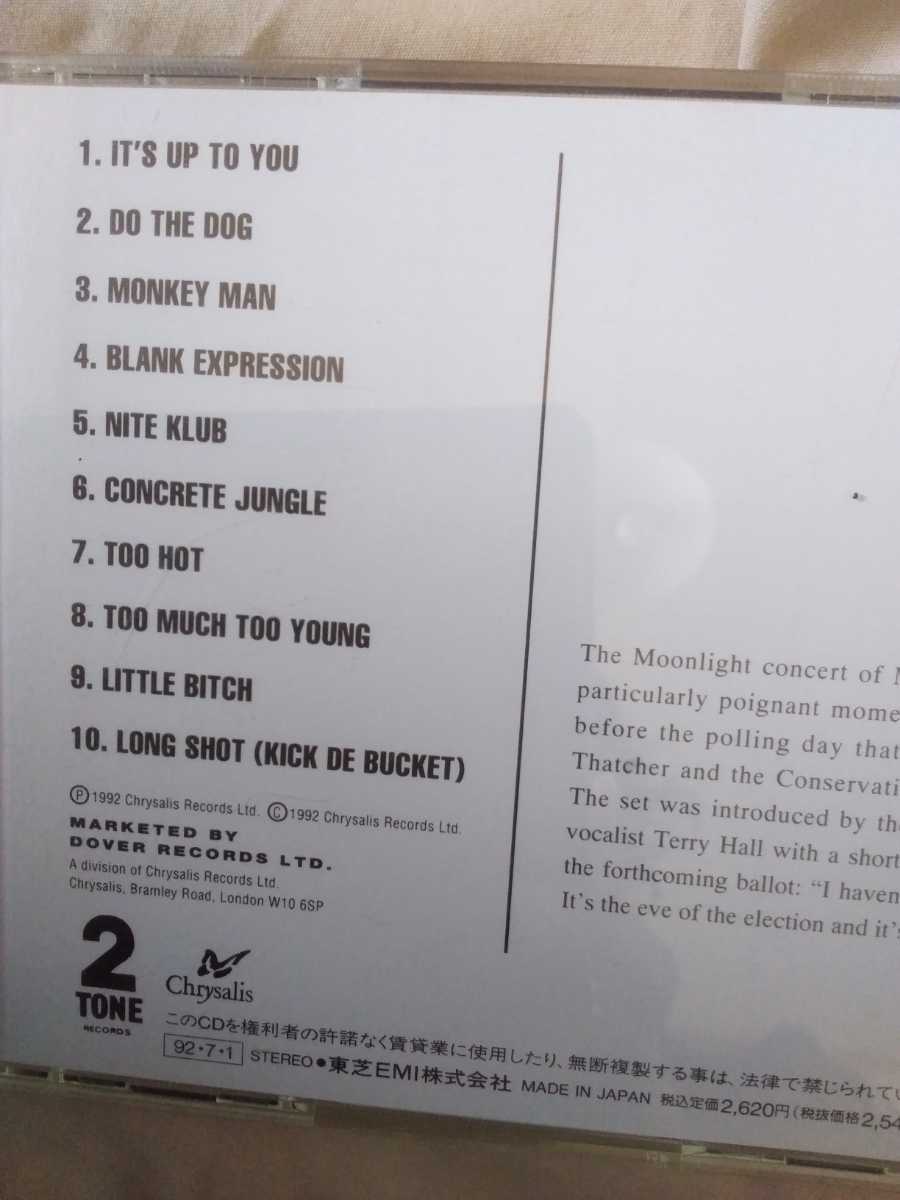 1. IT'S UP TO YOU
2. DO THE DOG
3. MONKEY MAN
4. BLANK EXPRESSION
5. NITE KLUB
6. CONCRETE JUNGLE
7. TOO HOT
8. TOO MUCH TOO YOUNG
9. LITTLE BITCH
10. LONG SHOT (KICK DE BUCKET)
Ⓟ1992 Chrysalis Records Ltd. Ⓒ1992 Chrysalis Records Ltd.
MARKETED BY
DOVER RECORDS LTD.
A division of Chrysalis Records Ltd.
Chrysalis, Bramley Road, London W10 6SP
The Moonlight concert of
particularly poignant
before the polling day that
Thatcher and the
The set was introduced by
vocalist Terry Hall with a short
the forthcoming ballot: "I
It's the eve of the election and
2
TONE
RECORDS
Chrysalis
このCDを権利者の許諾なく賃貸業に使用したり、無断複製する事は、法律で禁じられてい
92・7・1 STEREO●東芝EMI株式会社 MADE IN JAPAN 税込定価2,620円(税抜価格2,54